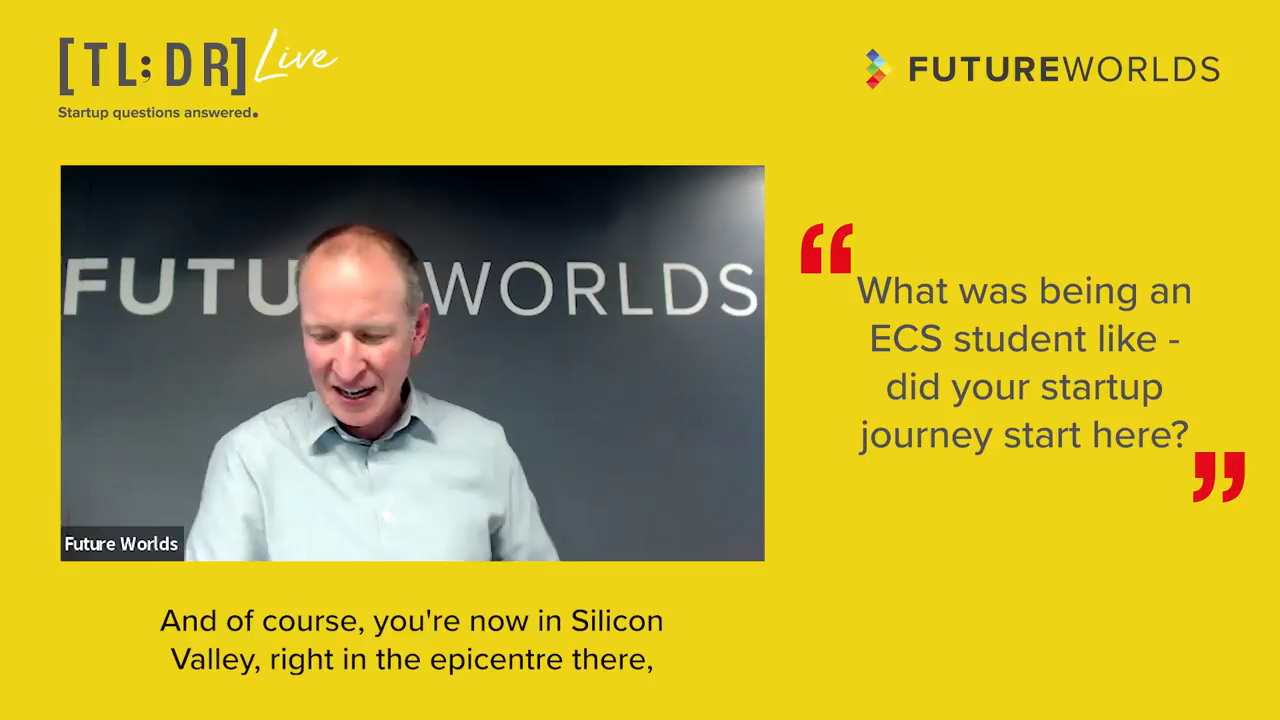 [TL;DR] Live
Startup questions answered.
FUTUREWORLDS
FUTU WORLDS
Future Worlds
“What was being an
ECS student like -
did your startup
journey start here?”
And of course, you're now in Silicon
Valley, right in the epicentre there,